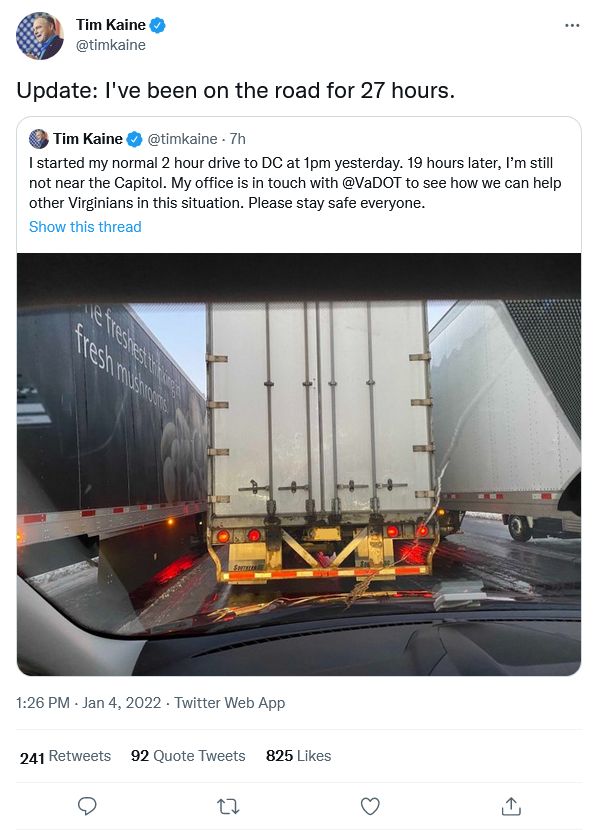 Tim Kaine
@timkaine
Update: I've been on the road for 27 hours.
Tim Kaine @timkaine · 7h
I started my normal 2 hour drive to DC at 1pm yesterday. 19 hours later, I'm still
not near the Capitol. My office is in touch with @VaDOT to see how we can help
other Virginians in this situation. Please stay safe everyone.
Show this thread
he freshest thinking in
fresh mushrooms.
1:26 PM · Jan 4, 2022 · Twitter Web App
241 Retweets 92 Quote Tweets 825 Likes